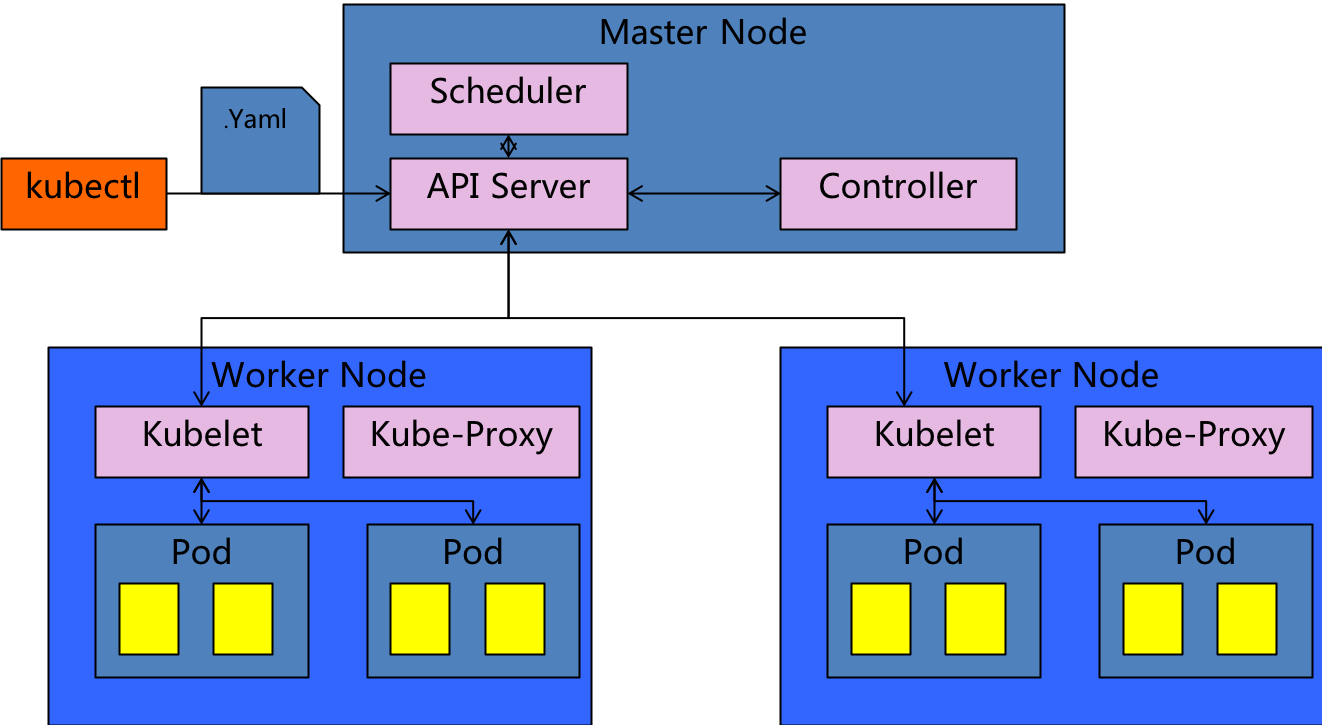 Master Node
Scheduler
.Yaml
kubectl
API Server
Controller
Worker Node
Kubelet
Kube-Proxy
Pod
Pod
Worker Node
Kubelet
Kube-Proxy
Pod
Pod